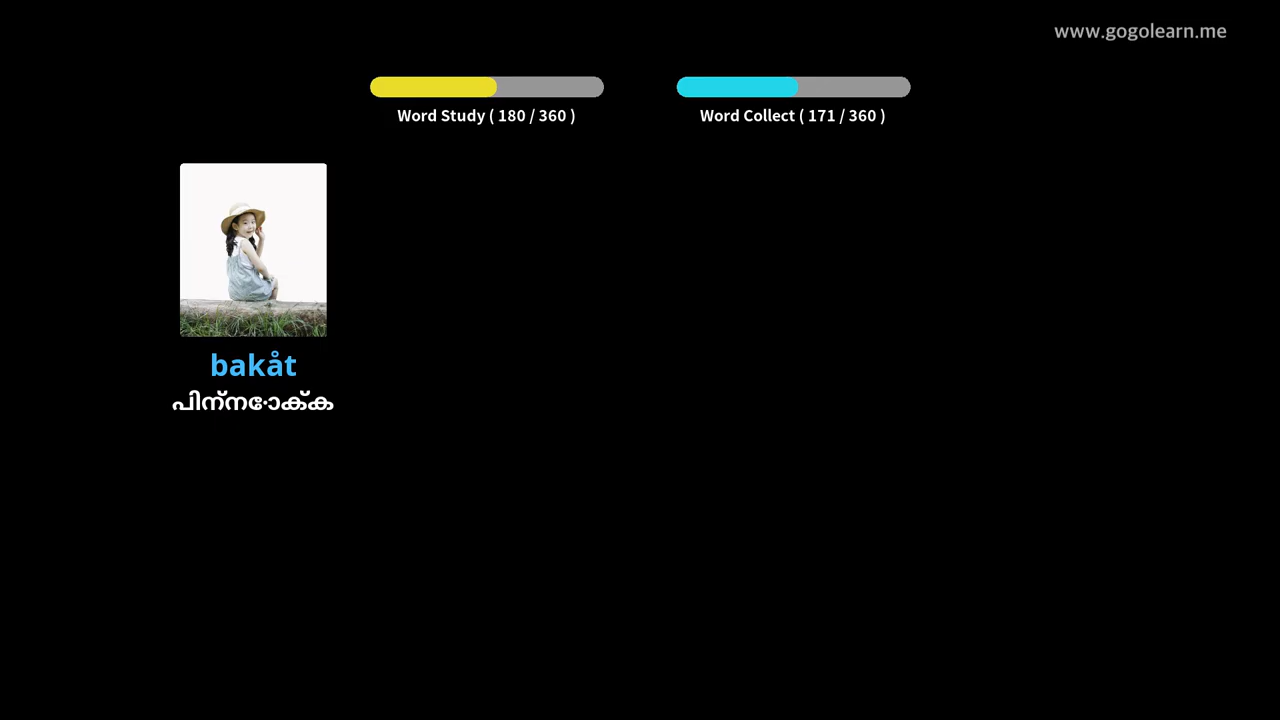 www.gogolearn.me
Word Study ( 180 / 360 )
Word Collect ( 171 / 360 )
bakåt
പിന്നോക്ക